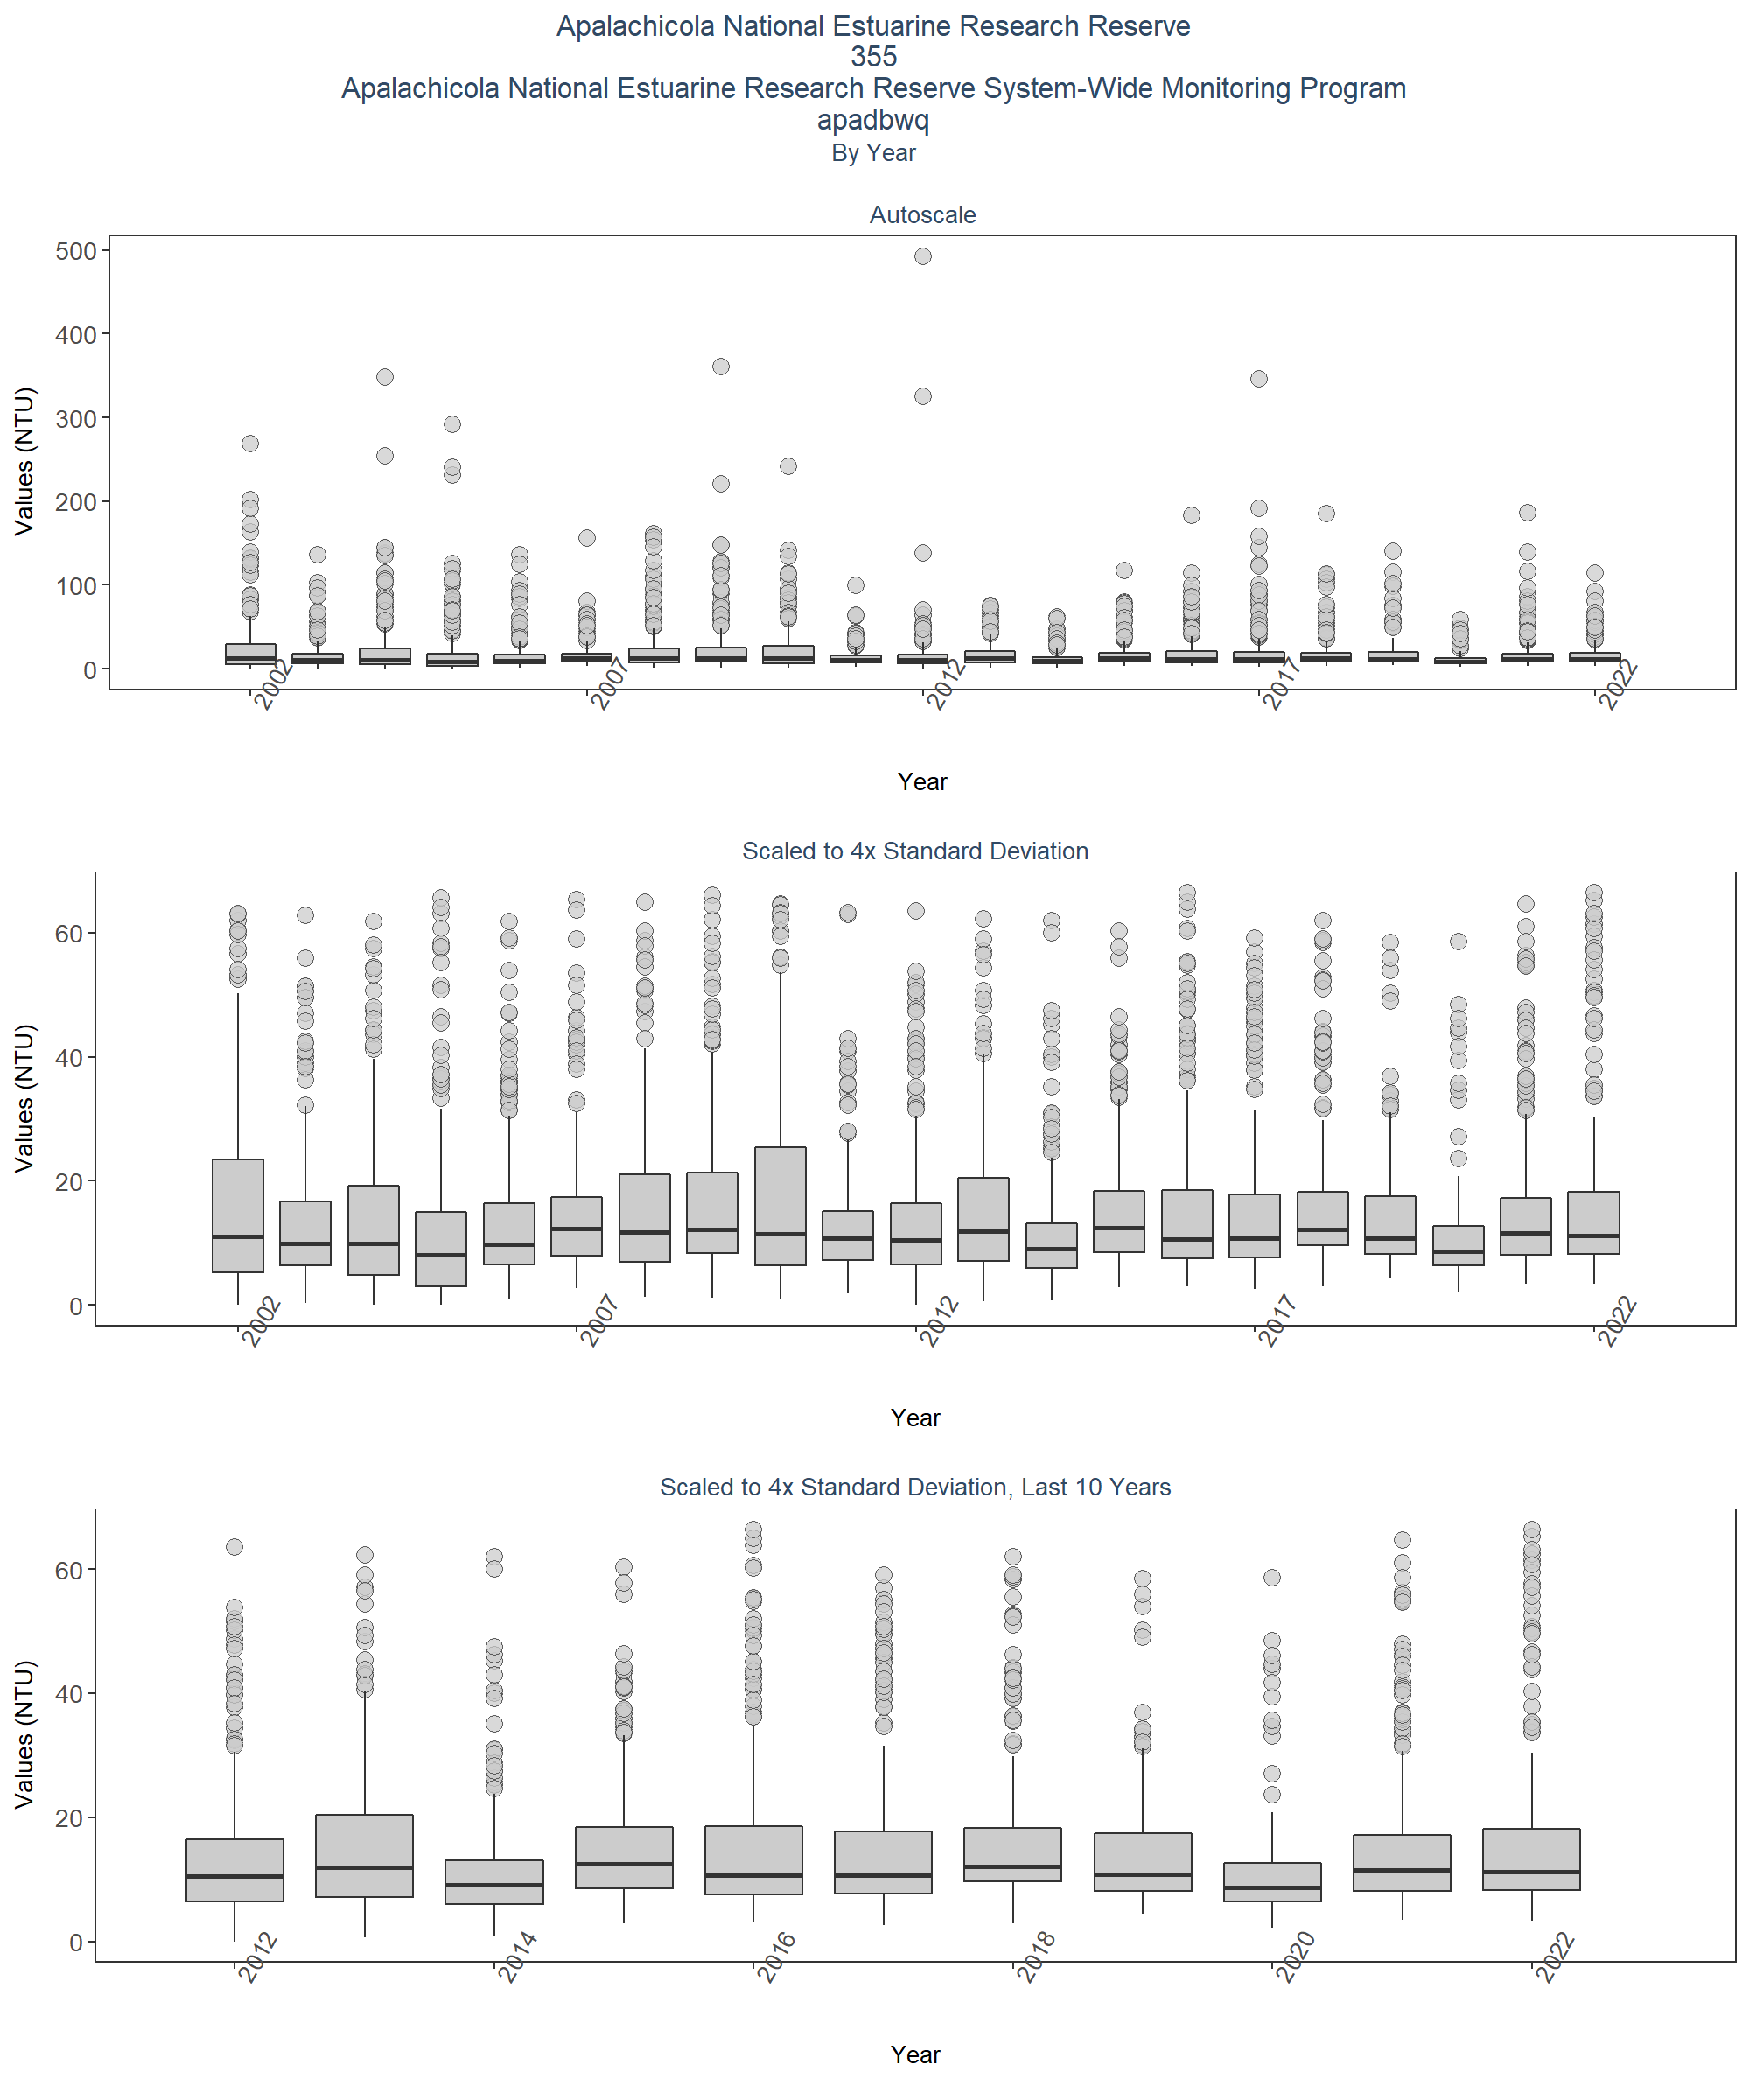 Apalachicola National Estuarine Research Reserve
355
Apalachicola National Estuarine Research Reserve System-Wide Monitoring Program
apadbwq
By Year
Autoscale
Values (NTU)
500
400
300
200
100
0
2002 2007 2012 2017 2022
Year
Scaled to 4x Standard Deviation
Values (NTU)
60
40
20
0
2002 2007 2012 2017 2022
Year
Scaled to 4x Standard Deviation, Last 10 Years
Values (NTU)
60
40
20
0
2012 2014 2016 2018 2020 2022
Year